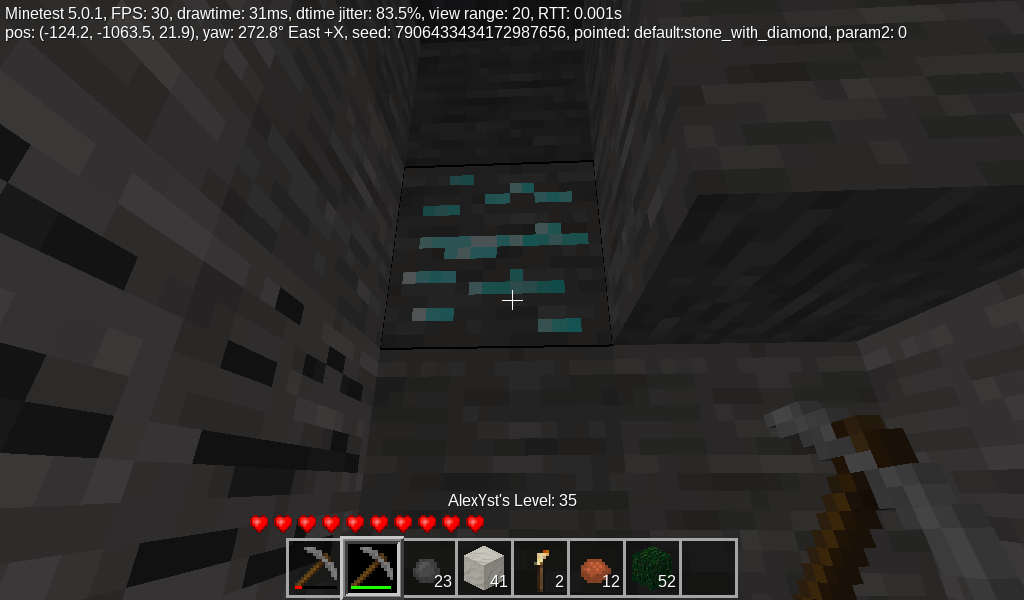 Minetest 5.0.1, FPS: 30, drawtime: 31ms, dtime jitter: 83.5%, view range: 20, RTT: 0.001s
pos: (-124.2, -1063.5, 21.9), yaw: 272.8° East +X, seed: 7906433434172987656, pointed: default:stone_with_diamond, param2: 0
AlexYst's Level: 35
23 41 2 12 52